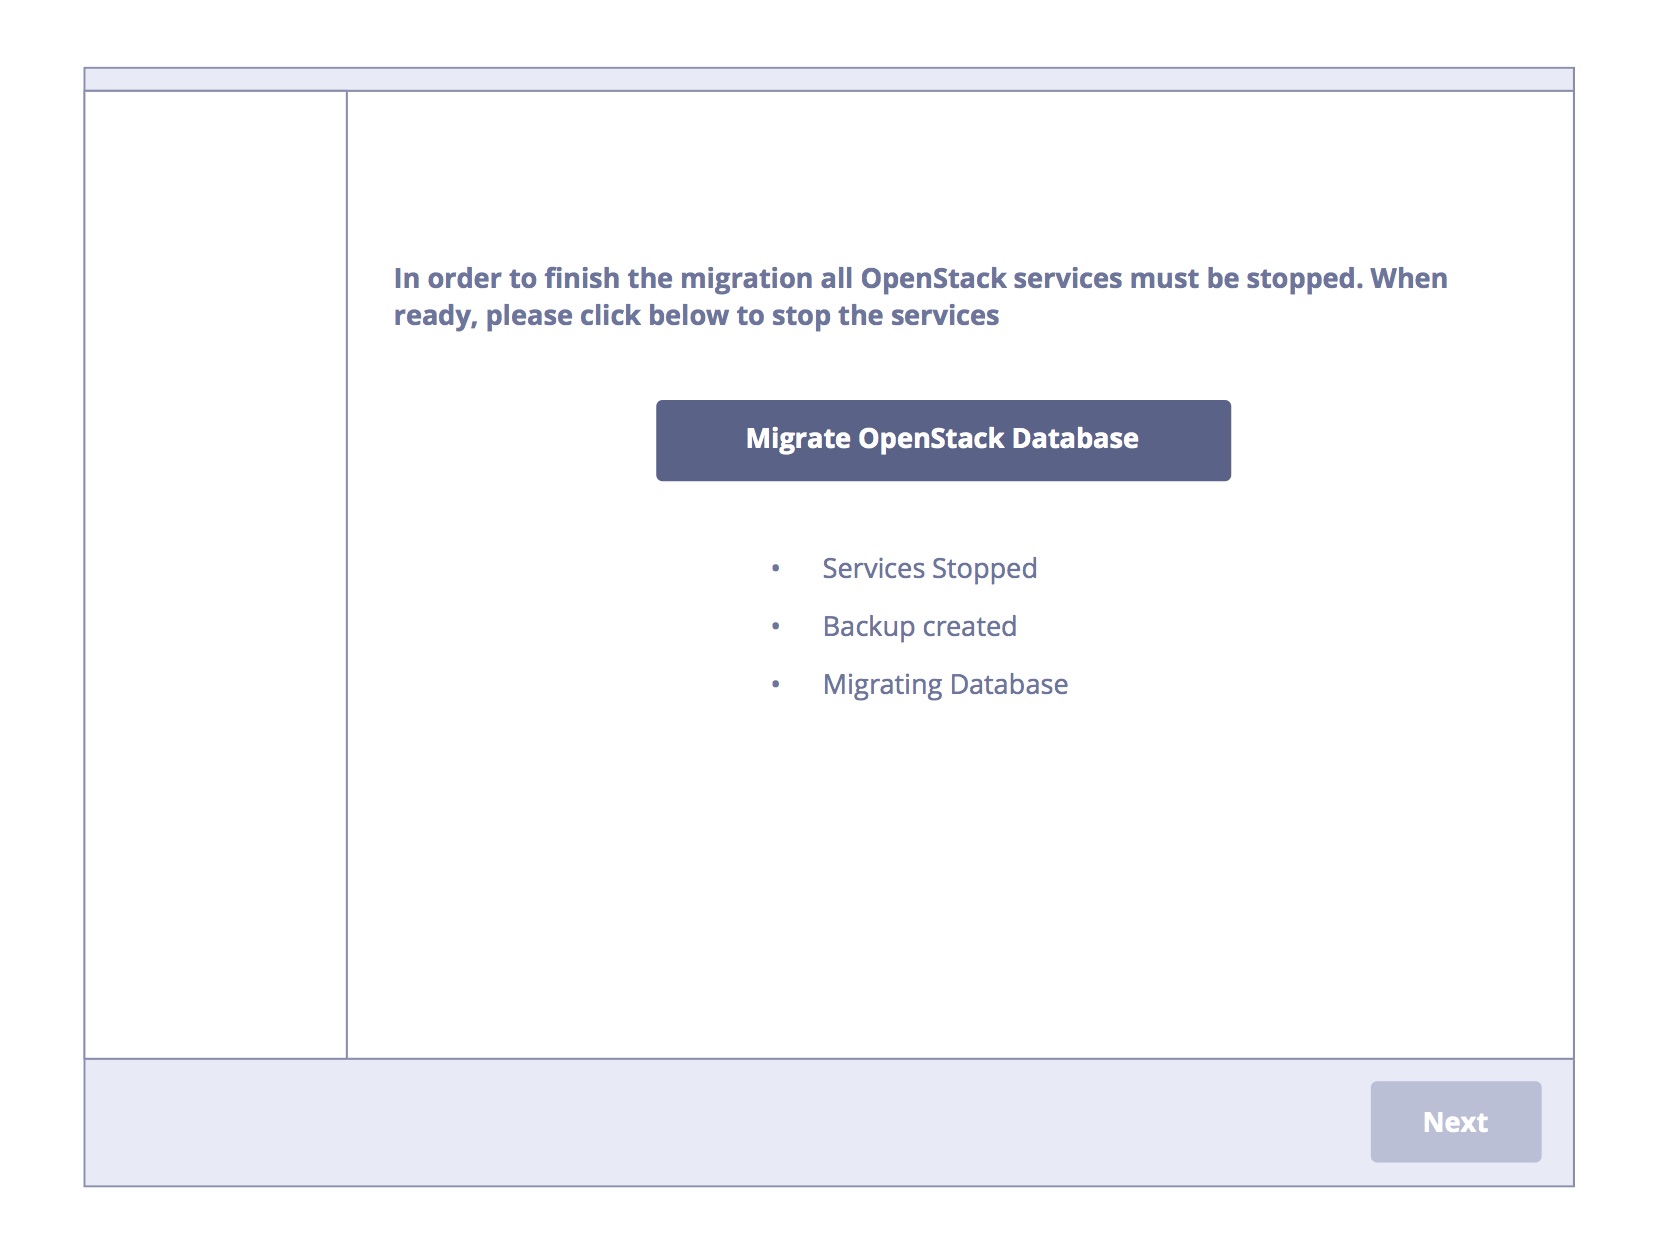 In order to finish the migration all OpenStack services must be stopped. When
ready, please click below to stop the services
Migrate OpenStack Database
• Services Stopped
• Backup created
• Migrating Database
Next